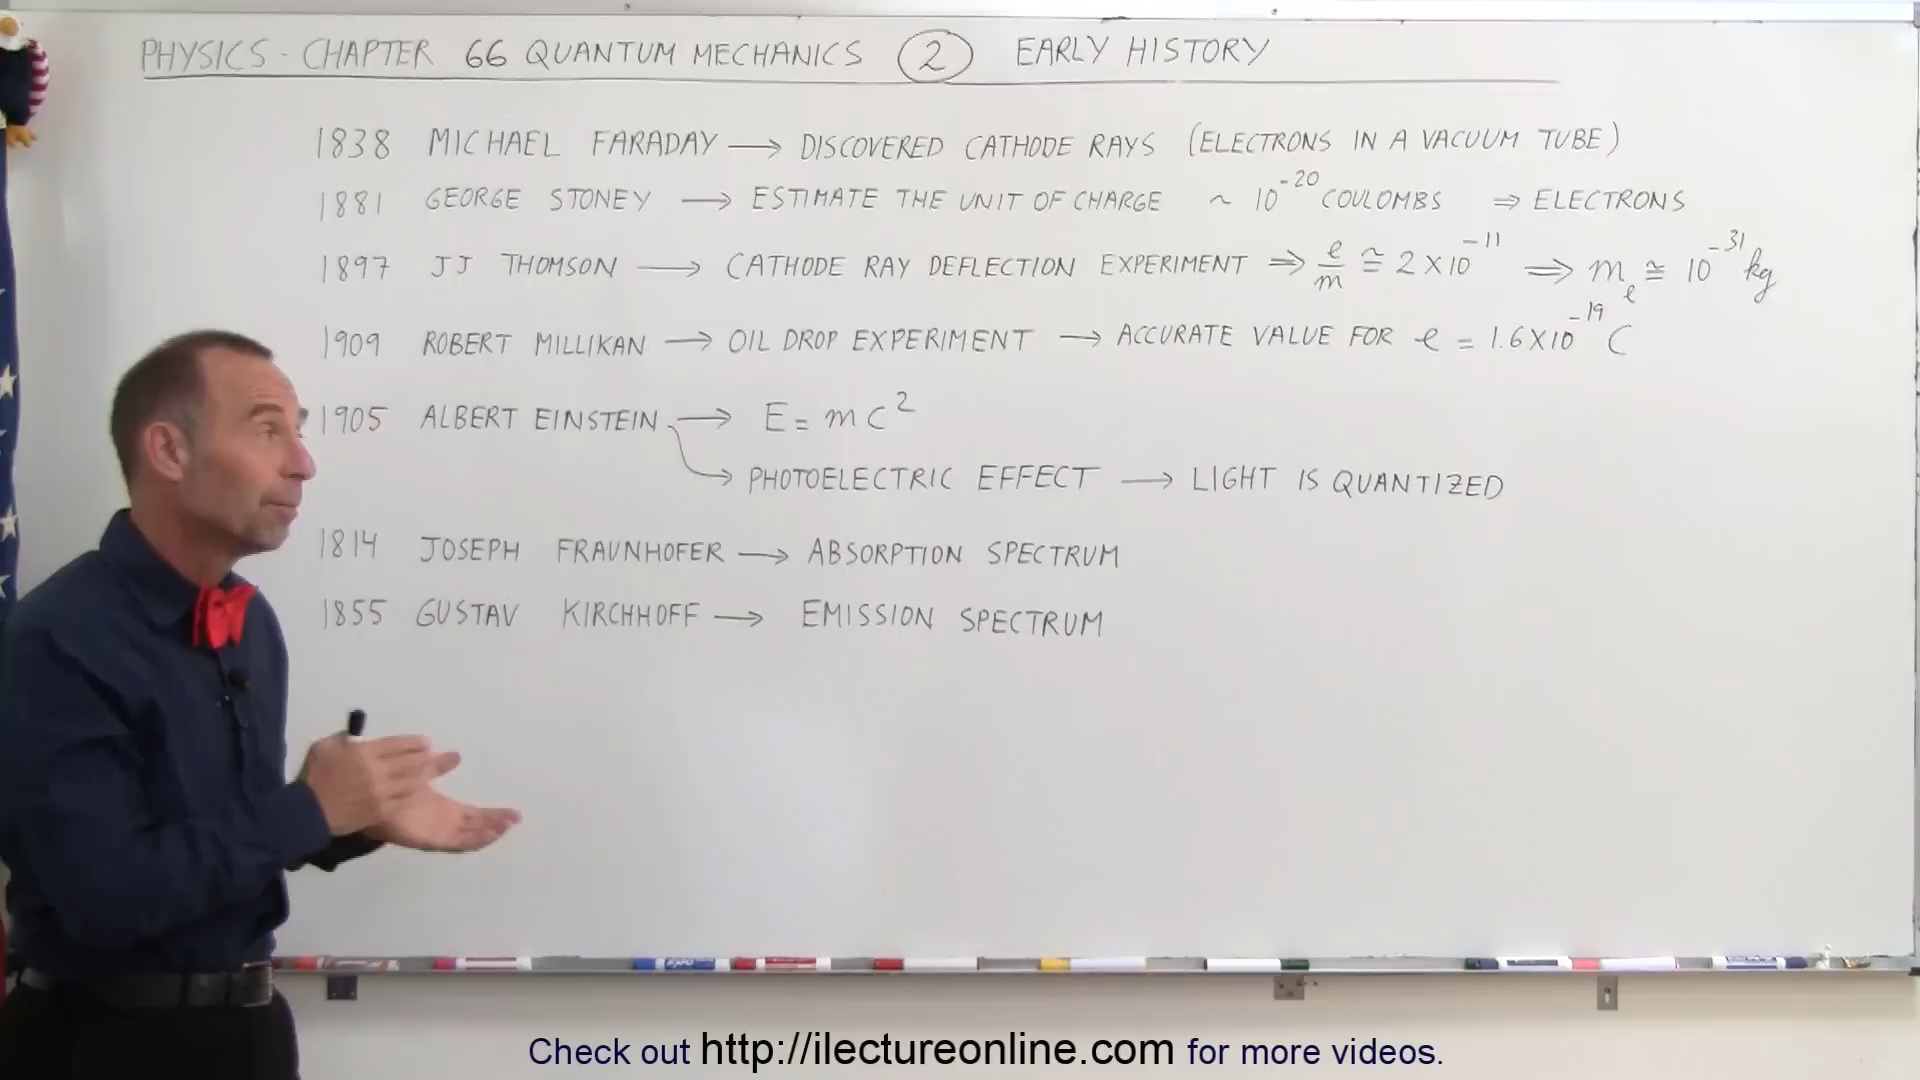 PHYSICS - CHAPTER 66 QUANTUM MECHANICS 2 EARLY HISTORY
1838 MICHAEL FARADAY → DISCOVERED CATHODE RAYS (ELECTRONS IN A VACUUM TUBE)
1881 GEORGE STONEY → ESTIMATE THE UNIT OF CHARGE ~ 10^-20 COULOMBS ⇒ ELECTRONS
1897 JJ THOMSON → CATHODE RAY DEFLECTION EXPERIMENT ⇒ e/m ≅ 2 X 10^-11 ⇒ m_e ≅ 10^-31 kg
1909 ROBERT MILLIKAN → OIL DROP EXPERIMENT → ACCURATE VALUE FOR e = 1.6 X 10^-19 C
1905 ALBERT EINSTEIN → E = mc^2
→ PHOTOELECTRIC EFFECT → LIGHT IS QUANTIZED
1814 JOSEPH FRAUNHOFER → ABSORPTION SPECTRUM
1855 GUSTAV KIRCHHOFF → EMISSION SPECTRUM
Check out http://ilectureonline.com for more videos.